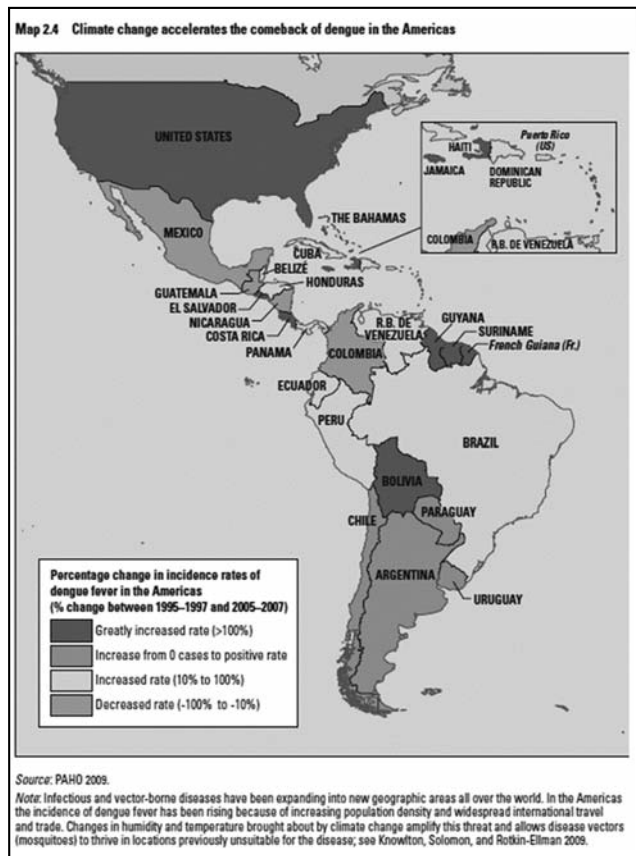 Map 2.4 Climate change accelerates the comeback of dengue in the Americas
UNITED STATES
Puerto Rico
(US)
HAITI
JAMAICA
DOMINICAN
REPUBLIC
COLOMBIA
R.B. DE VENEZUELA
MEXICO
THE BAHAMAS
CUBA
BELIZÉ
HONDURAS
GUATEMALA
EL SALVADOR
NICARAGUA
COSTA RICA
PANAMA
R.B. DE
VENEZUELA
GUYANA
SURINAME
French Guiana (Fr.)
COLOMBIA
ECUADOR
PERU
BRAZIL
BOLIVIA
PARAGUAY
CHILE
ARGENTINA
URUGUAY
Percentage change in incidence rates of
dengue fever in the Americas
(% change between 1995–1997 and 2005–2007)
Greatly increased rate (>100%)
Increase from 0 cases to positive rate
Increased rate (10% to 100%)
Decreased rate (-100% to -10%)
Source: PAHO 2009.
Note: Infectious and vector-borne diseases have been expanding into new geographic areas all over the world. In the Americas
the incidence of dengue fever has been rising because of increasing population density and widespread international travel
and trade. Changes in humidity and temperature brought about by climate change amplify this threat and allows disease vectors
(mosquitoes) to thrive in locations previously unsuitable for the disease; see Knowlton, Solomon, and Rotkin-Ellman 2009.